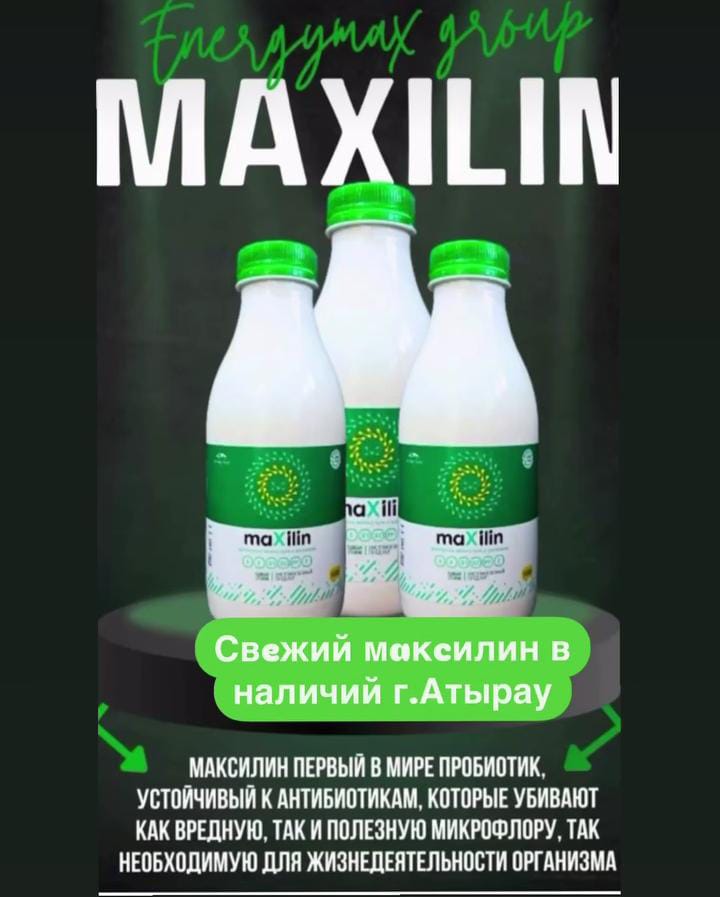 Energymax group
MAXILIN
maXilin
maXili
maXilin
Свежий максилин в
наличий г.Атырау
МАКСИЛИН ПЕРВЫЙ В МИРЕ ПРОБИОТИК,
УСТОЙЧИВЫЙ К АНТИБИОТИКАМ, КОТОРЫЕ УБИВАЮТ
КАК ВРЕДНУЮ, ТАК И ПОЛЕЗНУЮ МИКРОФЛОРУ, ТАК
НЕОБХОДИМУЮ ДЛЯ ЖИЗНЕДЕЯТЕЛЬНОСТИ ОРГАНИЗМА